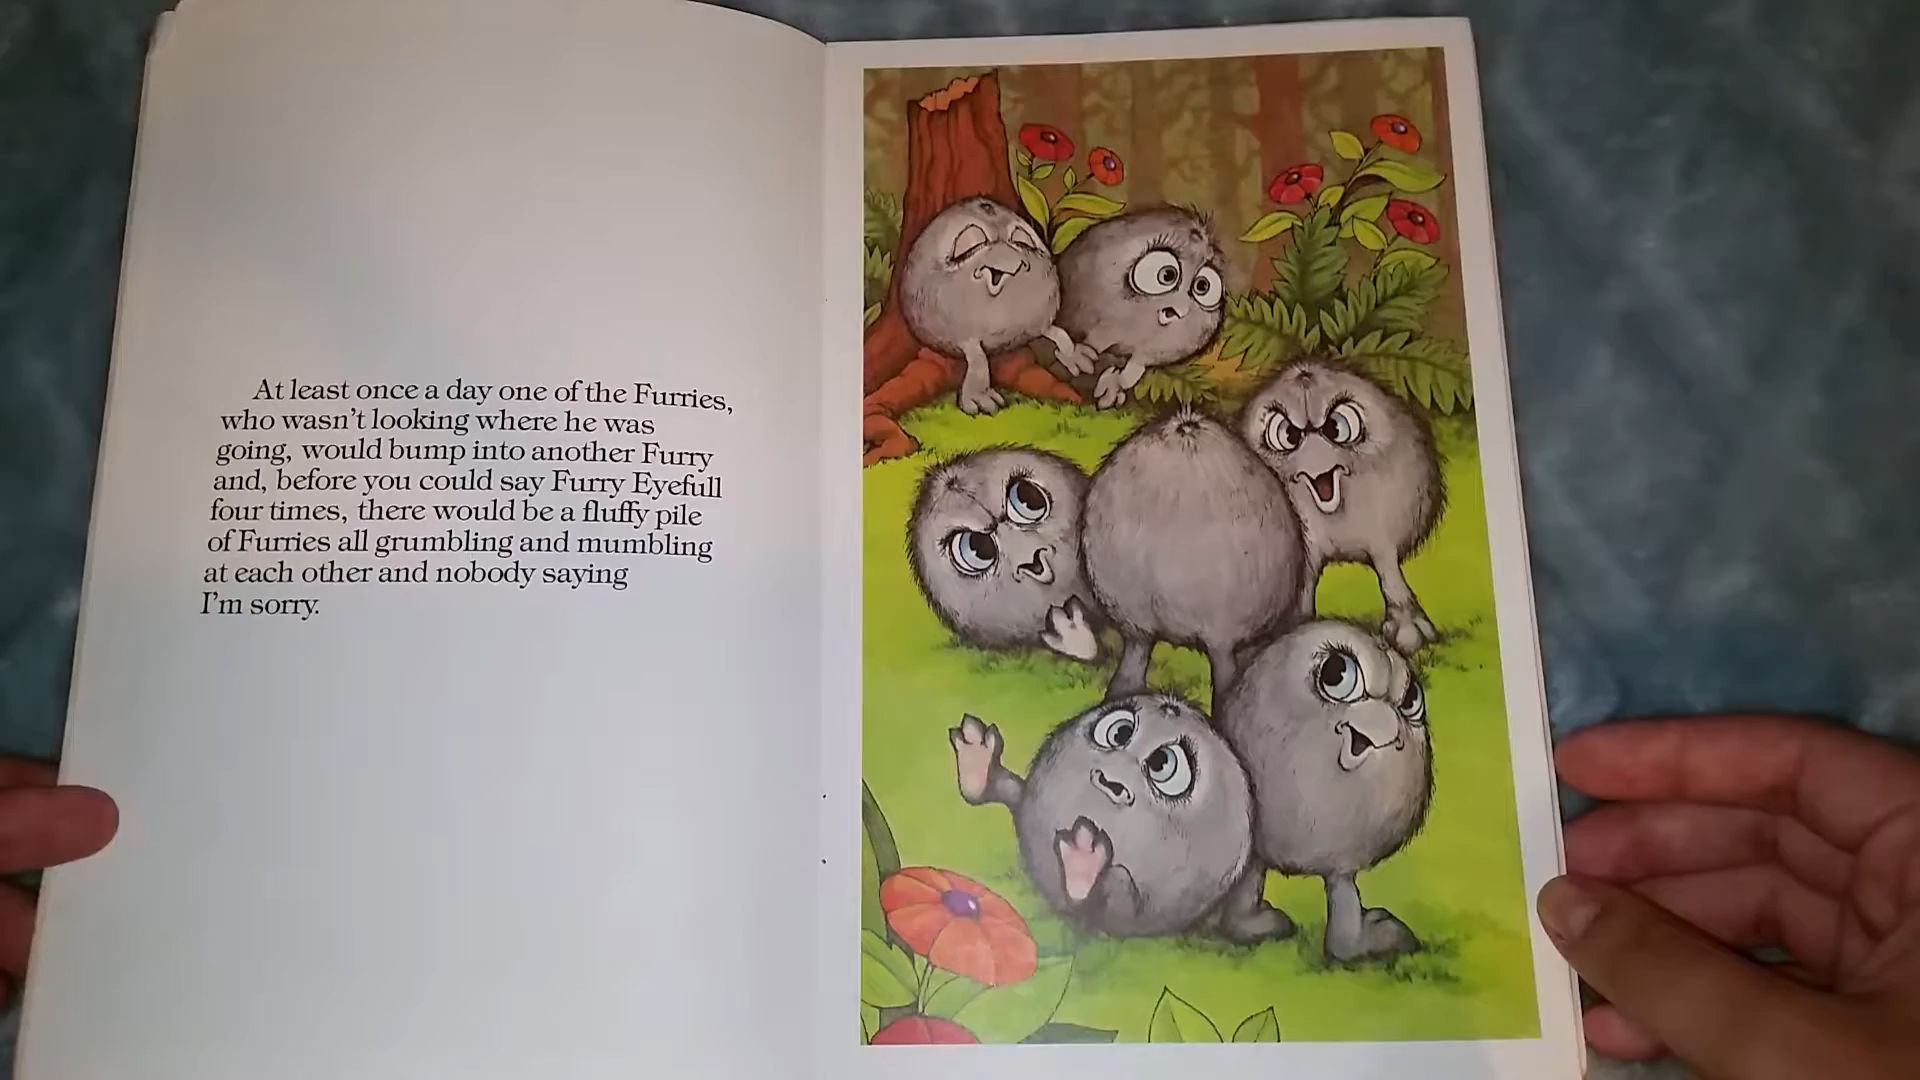 At least once a day one of the Furries,
who wasn't looking where he was
going, would bump into another Furry
and, before you could say Furry Eyefull
four times, there would be a fluffy pile
of Furries all grumbling and mumbling
at each other and nobody saying
I'm sorry.